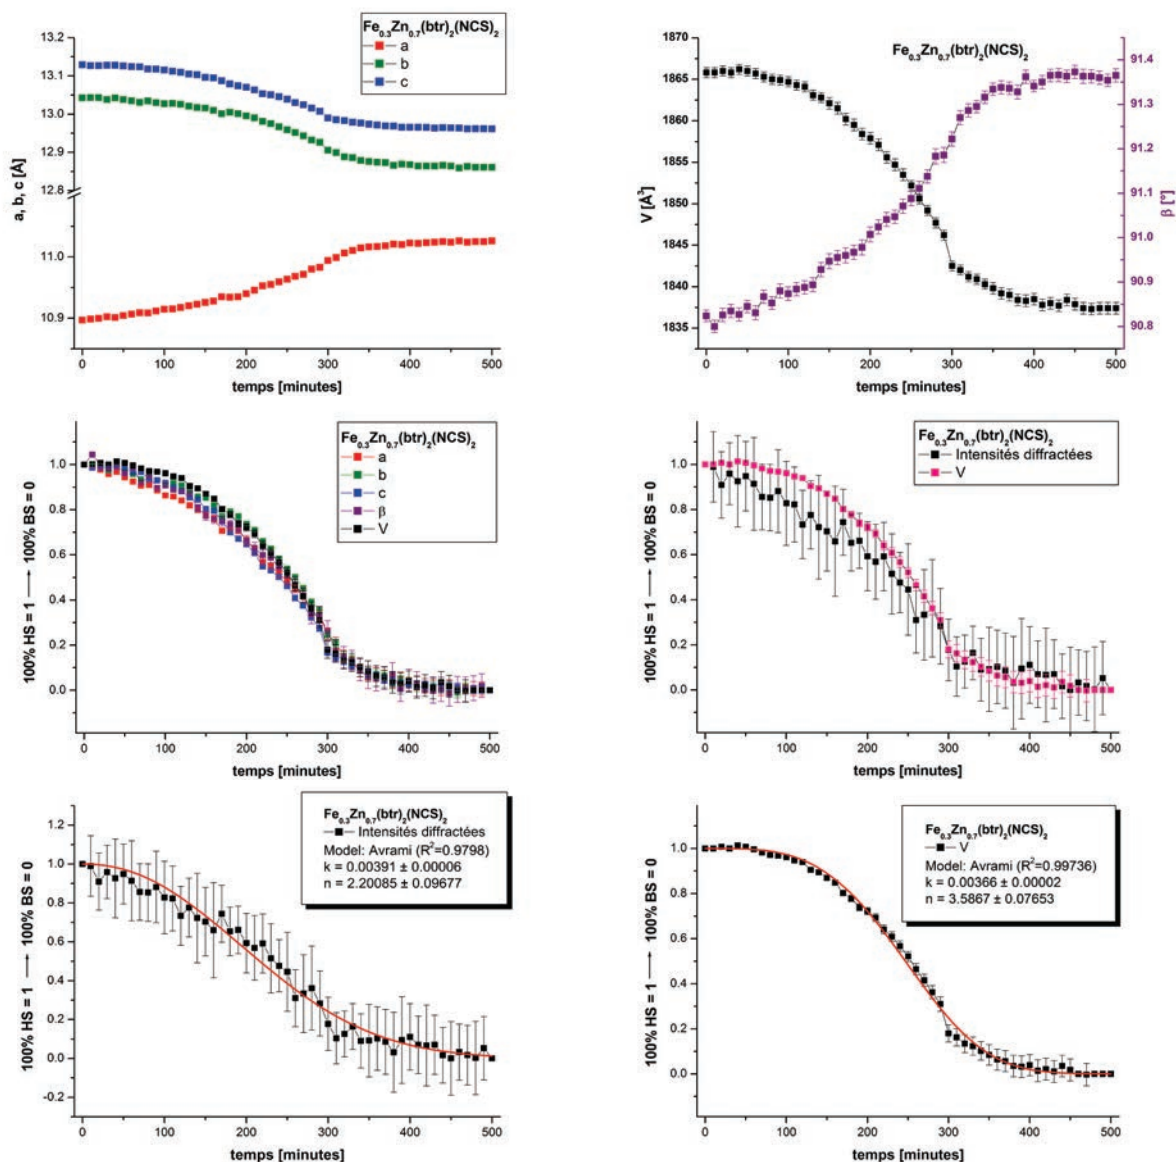 Fe0.3Zn0.7(btr)2(NCS)2
a
b
c
a, b, c [Å]
13.2
13.1
13.0
12.9
12.8
11.0
10.9
0 100 200 300 400 500
temps [minutes]
Fe0.3Zn0.7(btr)2(NCS)2
V [Å3]
1870
1865
1860
1855
1850
1845
1840
1835
β [°]
91.4
91.3
91.2
91.1
91.0
90.9
90.8
0 100 200 300 400 500
temps [minutes]
Fe0.3Zn0.7(btr)2(NCS)2
a
b
c
β
V
100% HS = 1 → 100% BS = 0
1.0
0.8
0.6
0.4
0.2
0.0
0 100 200 300 400 500
temps [minutes]
Fe0.3Zn0.7(btr)2(NCS)2
Intensités diffractées
V
100% HS = 1 → 100% BS = 0
1.0
0.8
0.6
0.4
0.2
0.0
0 100 200 300 400 500
temps [minutes]
Fe0.3Zn0.7(btr)2(NCS)2
Intensités diffractées
Model: Avrami (R2=0.9798)
k = 0.00391 ± 0.00006
n = 2.20085 ± 0.09677
100% HS = 1 → 100% BS = 0
1.2
1.0
0.8
0.6
0.4
0.2
0.0
-0.2
0 100 200 300 400 500
temps [minutes]
Fe0.3Zn0.7(btr)2(NCS)2
V
Model: Avrami (R2=0.99736)
k = 0.00366 ± 0.00002
n = 3.5867 ± 0.07653
100% HS = 1 → 100% BS = 0
1.0
0.8
0.6
0.4
0.2
0.0
0 100 200 300 400 500
temps [minutes]